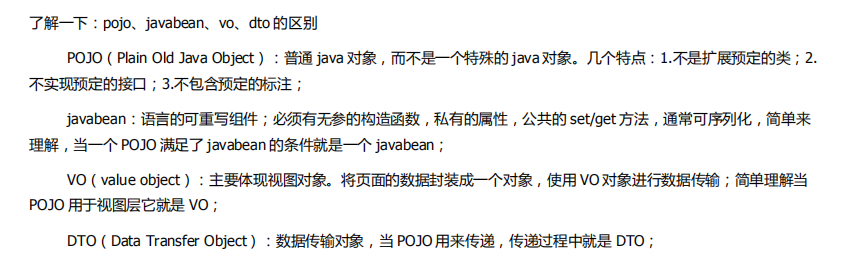 了解一下：pojo、javabean、vo、dto 的区别
POJO（Plain Old Java Object）：普通 java 对象，而不是一个特殊的 java 对象。几个特点：1.不是扩展预定的类；2.
不实现预定的接口；3.不包含预定的标注；
javabean：语言的可重写组件；必须有无参的构造函数，私有的属性，公共的 set/get 方法，通常可序列化，简单来
理解，当一个 POJO 满足了 javabean 的条件就是一个 javabean；
VO（value object）：主要体现视图对象。将页面的数据封装成一个对象，使用 VO 对象进行数据传输；简单理解当
POJO 用于视图层它就是 VO；
DTO（Data Transfer Object）：数据传输对象，当 POJO 用来传递，传递过程中就是 DTO；